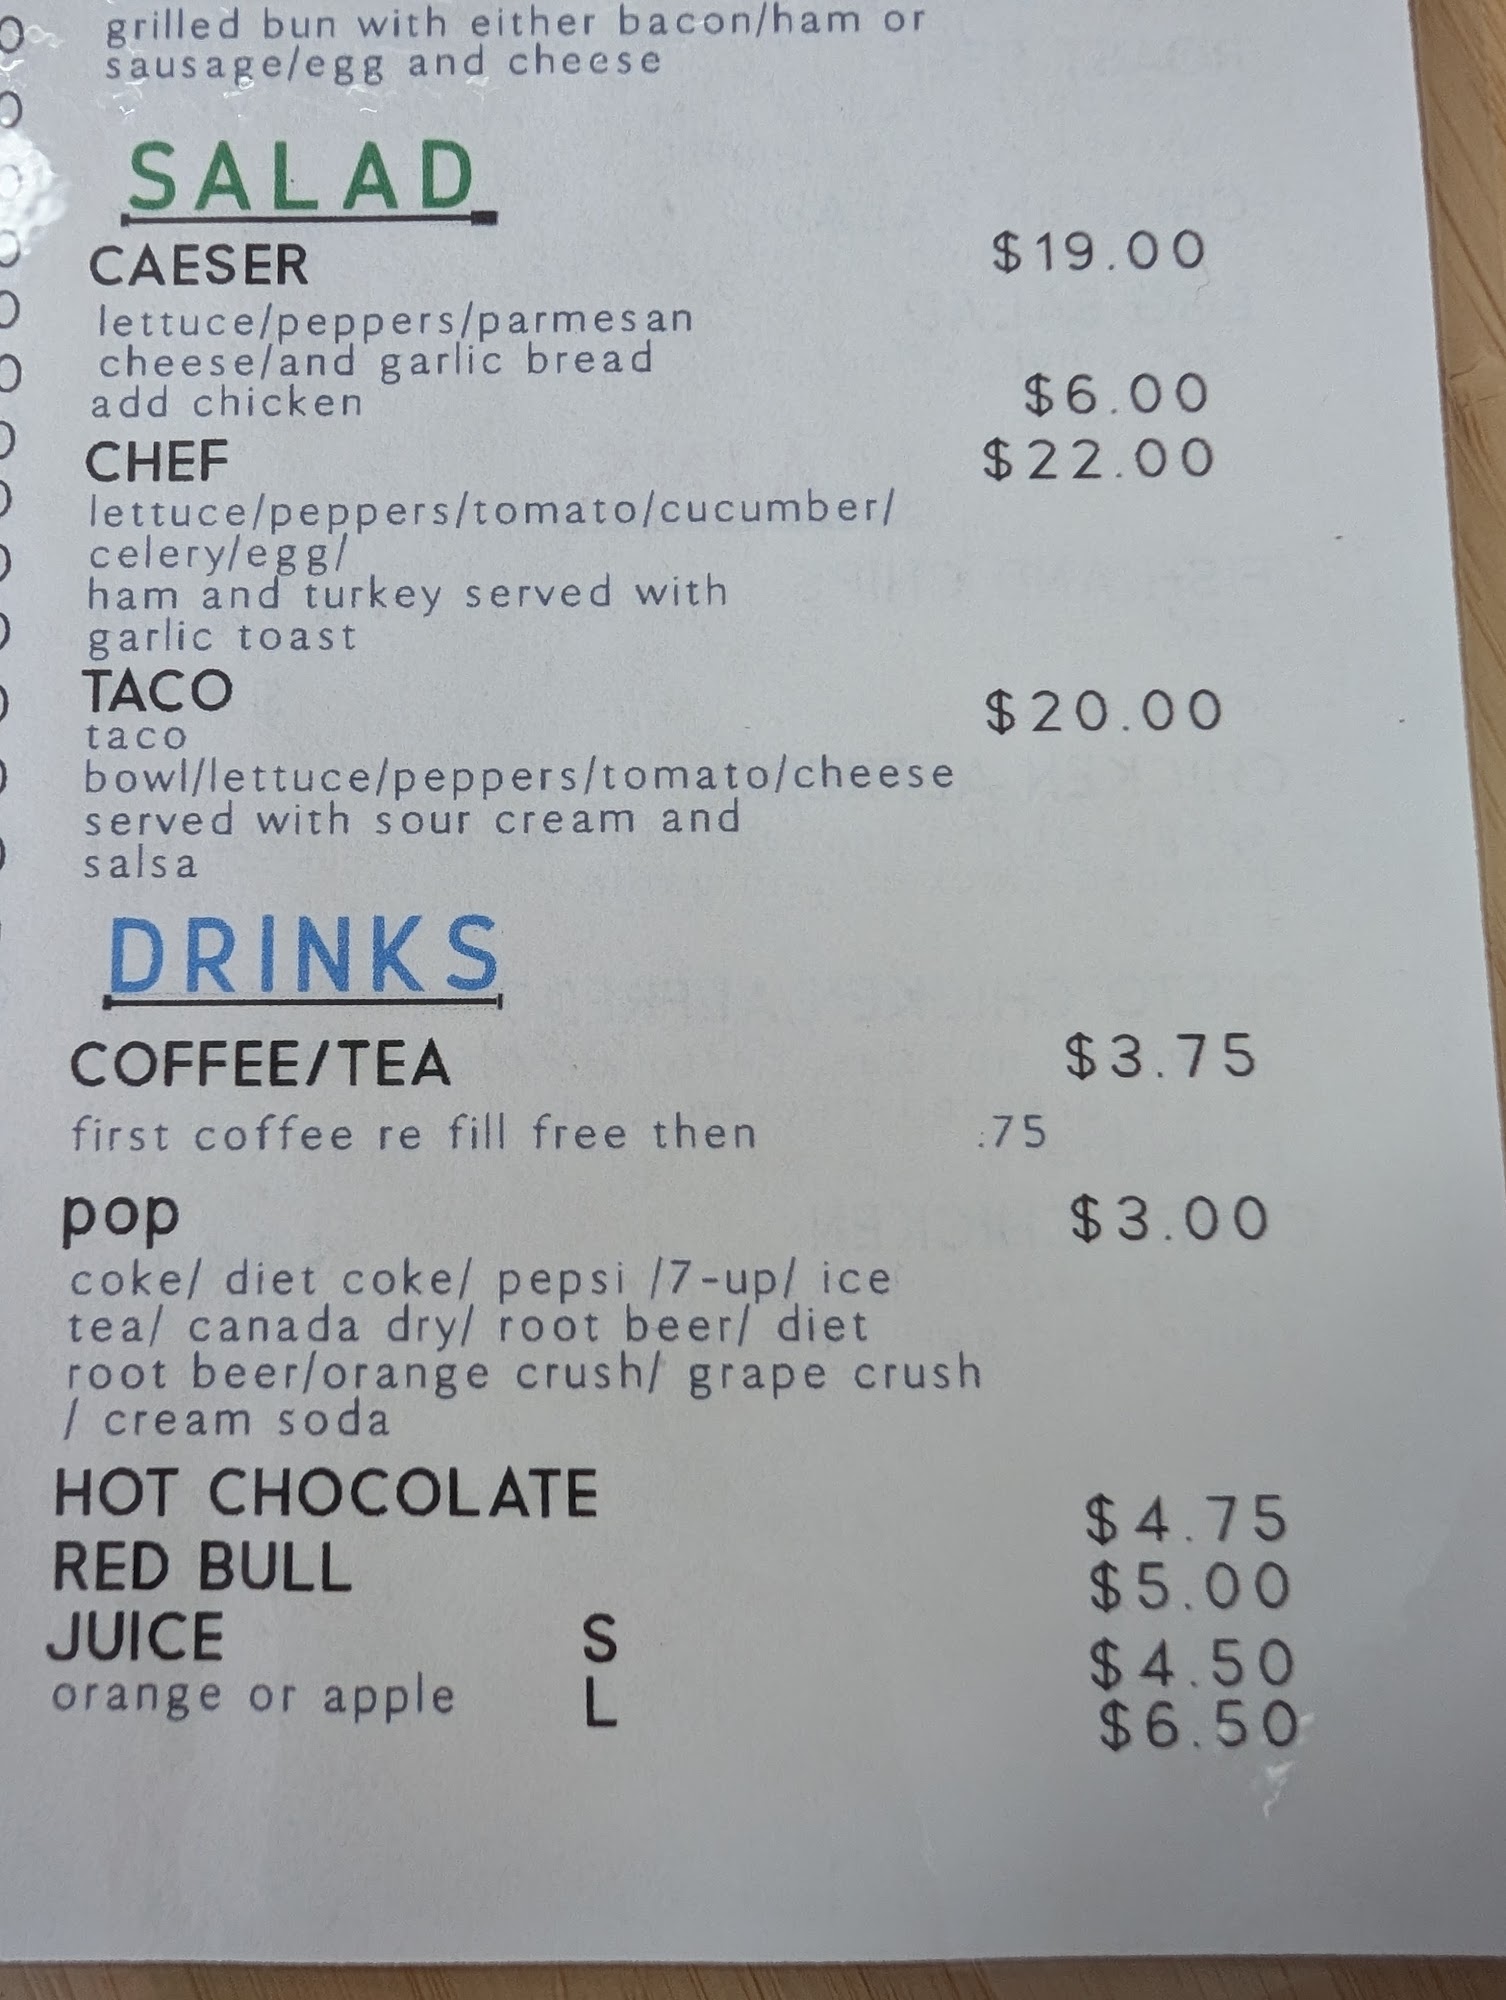 grilled bun with either bacon/ham or
sausage/egg and cheese
SALAD
CAESER $19.00
lettuce/peppers/parmesan
cheese/and garlic bread
add chicken $6.00
CHEF $22.00
lettuce/peppers/tomato/cucumber/
celery/egg/
ham and turkey served with
garlic toast
TACO $20.00
taco
bowl/lettuce/peppers/tomato/cheese
served with sour cream and
salsa
DRINKS
COFFEE/TEA $3.75
first coffee re fill free then .75
pop $3.00
coke/ diet coke/ pepsi /7-up/ ice
tea/ canada dry/ root beer/ diet
root beer/orange crush/ grape crush
/ cream soda
HOT CHOCOLATE $4.75
RED BULL $5.00
JUICE S $4.50
orange or apple L $6.50